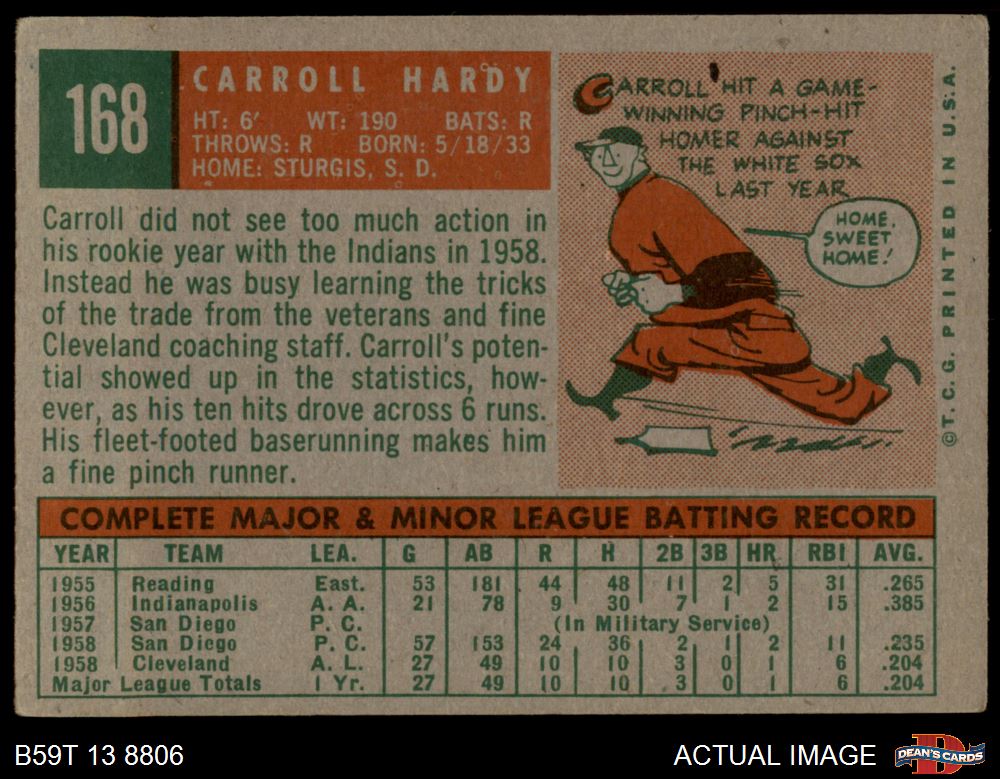 168
CARROLL HARDY
HT: 6' WT: 190 BATS: R
THROWS: R BORN: 5/18/33
HOME: STURGIS, S. D.
CARROLL HIT A GAME-
WINNING PINCH-HIT
HOMER AGAINST
THE WHITE SOX
LAST YEAR
HOME,
SWEET
HOME!
©T. C. G. PRINTED IN U. S. A.
Carroll did not see too much action in
his rookie year with the Indians in 1958.
Instead he was busy learning the tricks
of the trade from the veterans and fine
Cleveland coaching staff. Carroll's poten-
tial showed up in the statistics, how-
ever, as his ten hits drove across 6 runs.
His fleet-footed baserunning makes him
a fine pinch runner.
COMPLETE MAJOR & MINOR LEAGUE BATTING RECORD
YEAR TEAM LEA. G AB R H 2B 3B HR RBI AVG.
1955 Reading East. 53 181 44 48 11 2 5 31 .265
1956 Indianapolis A. A. 21 78 9 30 7 1 2 15 .385
1957 San Diego P. C. (In Military Service)
1958 San Diego P. C. 57 153 24 36 2 1 2 11 .235
1958 Cleveland A. L. 27 49 10 10 3 0 1 6 .204
Major League Totals 1 Yr. 27 49 10 10 3 0 1 6 .204
B59T 13 8806
ACTUAL IMAGE
DEAN'S CARDS